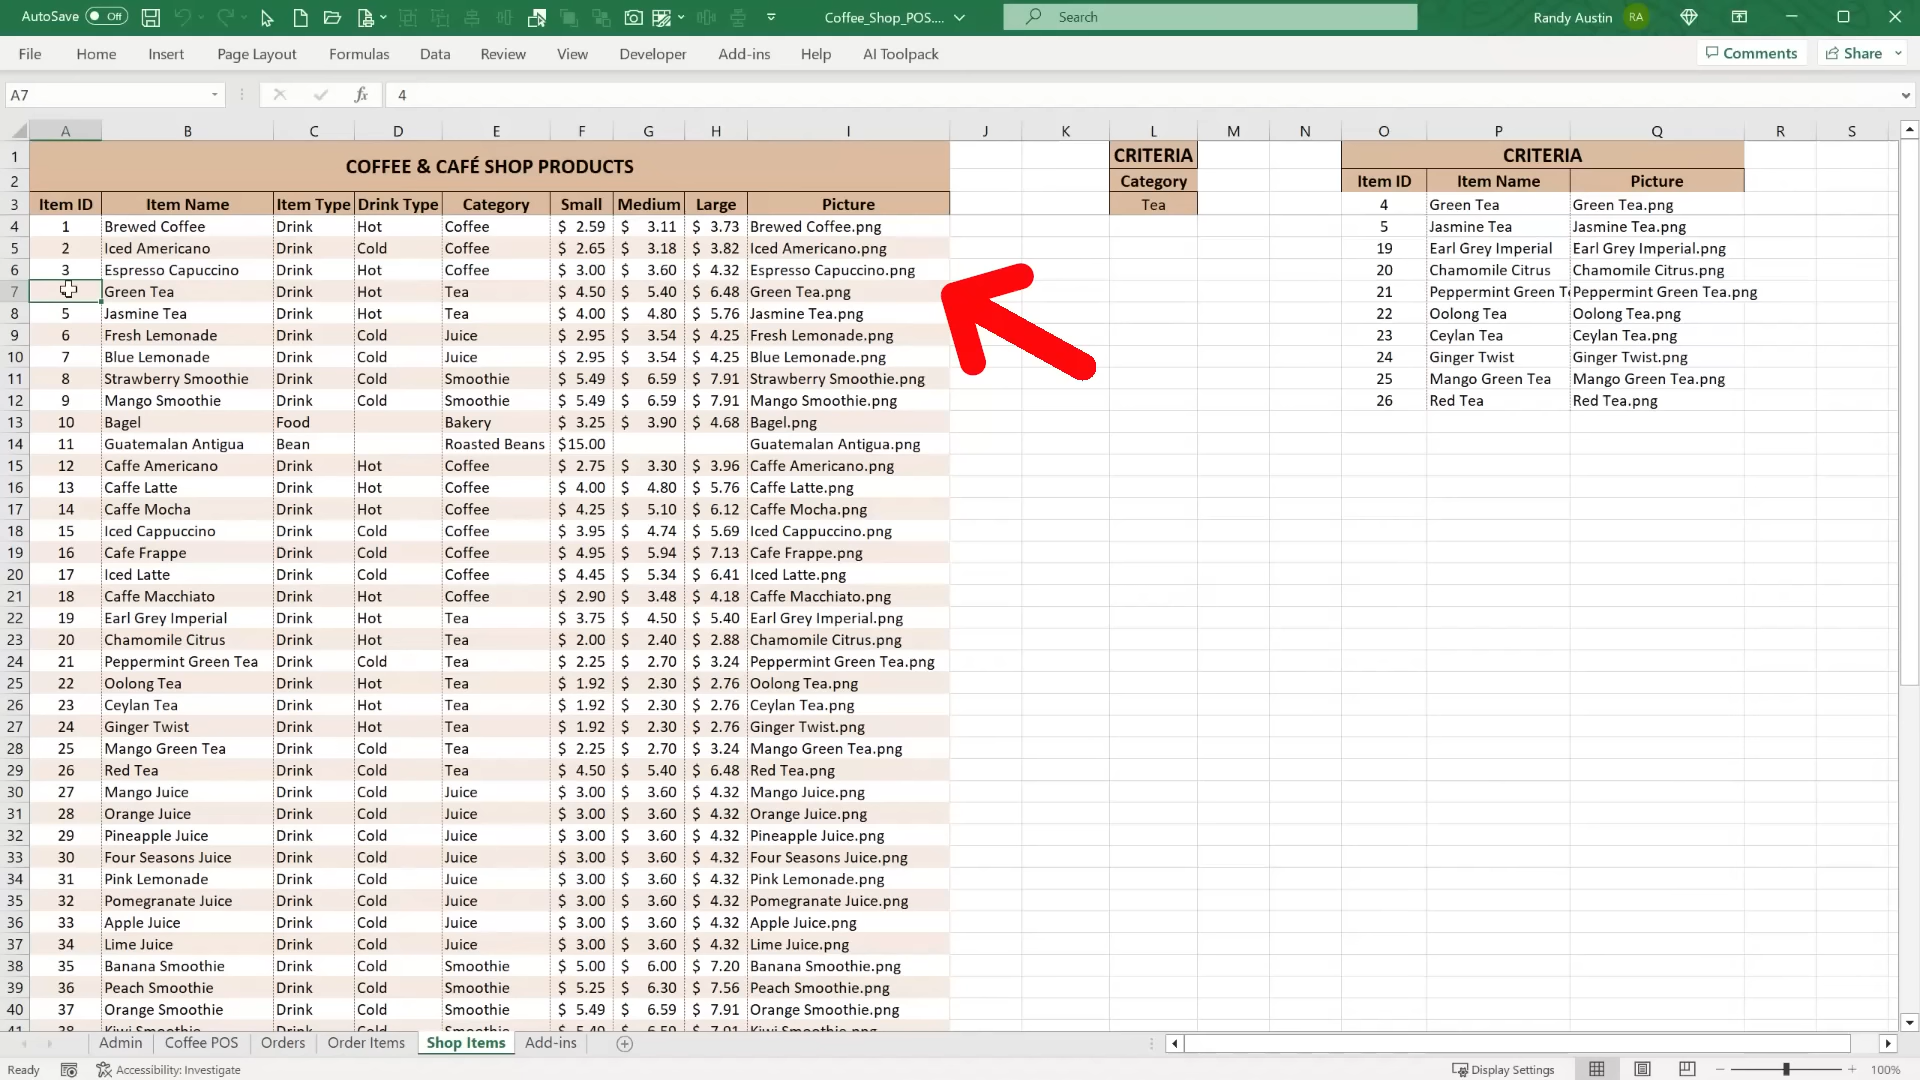 AutoSave Off Coffee_Shop_POS.... Search Randy Austin RA
File Home Insert Page Layout Formulas Data Review View Developer Add-ins Help AI Toolpack Comments Share
A7 fx 4
A B C D E F G H I J K L M N O P Q R S
1 COFFEE & CAFÉ SHOP PRODUCTS CRITERIA CRITERIA
2 Category Item ID Item Name Picture
3 Item ID Item Name Item Type Drink Type Category Small Medium Large Picture Tea 4 Green Tea Green Tea.png
4 1 Brewed Coffee Drink Hot Coffee $ 2.59 $ 3.11 $ 3.73 Brewed Coffee.png 5 Jasmine Tea Jasmine Tea.png
5 2 Iced Americano Drink Cold Coffee $ 2.65 $ 3.18 $ 3.82 Iced Americano.png 19 Earl Grey Imperial Earl Grey Imperial.png
6 3 Espresso Capuccino Drink Hot Coffee $ 3.00 $ 3.60 $ 4.32 Espresso Capuccino.png 20 Chamomile Citrus Chamomile Citrus.png
7 Green Tea Drink Hot Tea $ 4.50 $ 5.40 $ 6.48 Green Tea.png 21 Peppermint Green T Peppermint Green Tea.png
8 5 Jasmine Tea Drink Hot Tea $ 4.00 $ 4.80 $ 5.76 Jasmine Tea.png 22 Oolong Tea Oolong Tea.png
9 6 Fresh Lemonade Drink Cold Juice $ 2.95 $ 3.54 $ 4.25 Fresh Lemonade.png 23 Ceylan Tea Ceylan Tea.png
10 7 Blue Lemonade Drink Cold Juice $ 2.95 $ 3.54 $ 4.25 Blue Lemonade.png 24 Ginger Twist Ginger Twist.png
11 8 Strawberry Smoothie Drink Cold Smoothie $ 5.49 $ 6.59 $ 7.91 Strawberry Smoothie.png 25 Mango Green Tea Mango Green Tea.png
12 9 Mango Smoothie Drink Cold Smoothie $ 5.49 $ 6.59 $ 7.91 Mango Smoothie.png 26 Red Tea Red Tea.png
13 10 Bagel Food Bakery $ 3.25 $ 3.90 $ 4.68 Bagel.png
14 11 Guatemalan Antigua Bean Roasted Beans $15.00 Guatemalan Antigua.png
15 12 Caffe Americano Drink Hot Coffee $ 2.75 $ 3.30 $ 3.96 Caffe Americano.png
16 13 Caffe Latte Drink Hot Coffee $ 4.00 $ 4.80 $ 5.76 Caffe Latte.png
17 14 Caffe Mocha Drink Hot Coffee $ 4.25 $ 5.10 $ 6.12 Caffe Mocha.png
18 15 Iced Cappuccino Drink Cold Coffee $ 3.95 $ 4.74 $ 5.69 Iced Cappuccino.png
19 16 Cafe Frappe Drink Cold Coffee $ 4.95 $ 5.94 $ 7.13 Cafe Frappe.png
20 17 Iced Latte Drink Cold Coffee $ 4.45 $ 5.34 $ 6.41 Iced Latte.png
21 18 Caffe Macchiato Drink Hot Coffee $ 2.90 $ 3.48 $ 4.18 Caffe Macchiato.png
22 19 Earl Grey Imperial Drink Hot Tea $ 3.75 $ 4.50 $ 5.40 Earl Grey Imperial.png
23 20 Chamomile Citrus Drink Hot Tea $ 2.00 $ 2.40 $ 2.88 Chamomile Citrus.png
24 21 Peppermint Green Tea Drink Cold Tea $ 2.25 $ 2.70 $ 3.24 Peppermint Green Tea.png
25 22 Oolong Tea Drink Hot Tea $ 1.92 $ 2.30 $ 2.76 Oolong Tea.png
26 23 Ceylan Tea Drink Hot Tea $ 1.92 $ 2.30 $ 2.76 Ceylan Tea.png
27 24 Ginger Twist Drink Hot Tea $ 1.92 $ 2.30 $ 2.76 Ginger Twist.png
28 25 Mango Green Tea Drink Cold Tea $ 2.25 $ 2.70 $ 3.24 Mango Green Tea.png
29 26 Red Tea Drink Cold Tea $ 4.50 $ 5.40 $ 6.48 Red Tea.png
30 27 Mango Juice Drink Cold Juice $ 3.00 $ 3.60 $ 4.32 Mango Juice.png
31 28 Orange Juice Drink Cold Juice $ 3.00 $ 3.60 $ 4.32 Orange Juice.png
32 29 Pineapple Juice Drink Cold Juice $ 3.00 $ 3.60 $ 4.32 Pineapple Juice.png
33 30 Four Seasons Juice Drink Cold Juice $ 3.00 $ 3.60 $ 4.32 Four Seasons Juice.png
34 31 Pink Lemonade Drink Cold Juice $ 3.00 $ 3.60 $ 4.32 Pink Lemonade.png
35 32 Pomegranate Juice Drink Cold Juice $ 3.00 $ 3.60 $ 4.32 Pomegranate Juice.png
36 33 Apple Juice Drink Cold Juice $ 3.00 $ 3.60 $ 4.32 Apple Juice.png
37 34 Lime Juice Drink Cold Juice $ 3.00 $ 3.60 $ 4.32 Lime Juice.png
38 35 Banana Smoothie Drink Cold Smoothie $ 5.00 $ 6.00 $ 7.20 Banana Smoothie.png
39 36 Peach Smoothie Drink Cold Smoothie $ 5.25 $ 6.30 $ 7.56 Peach Smoothie.png
40 37 Orange Smoothie Drink Cold Smoothie $ 5.49 $ 6.59 $ 7.91 Orange Smoothie.png
41 38 Kiwi Smoothie Drink Cold Smoothie $ 5.49 $ 6.59 $ 7.91 Kiwi Smoothie.png
Admin Coffee POS Orders Order Items Shop Items Add-ins
Ready Accessibility: Investigate Display Settings 100%